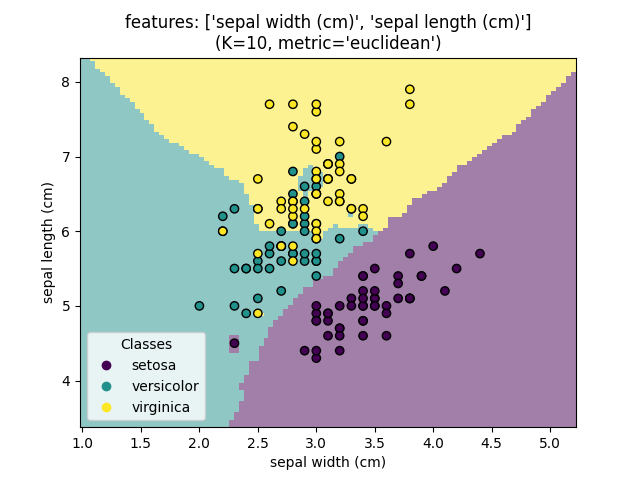 features: ['sepal width (cm)', 'sepal length (cm)']
(K=10, metric='euclidean')
sepal length (cm)
8
7
6
5
4
Classes
setosa
versicolor
virginica
1.0 1.5 2.0 2.5 3.0 3.5 4.0 4.5 5.0
sepal width (cm)